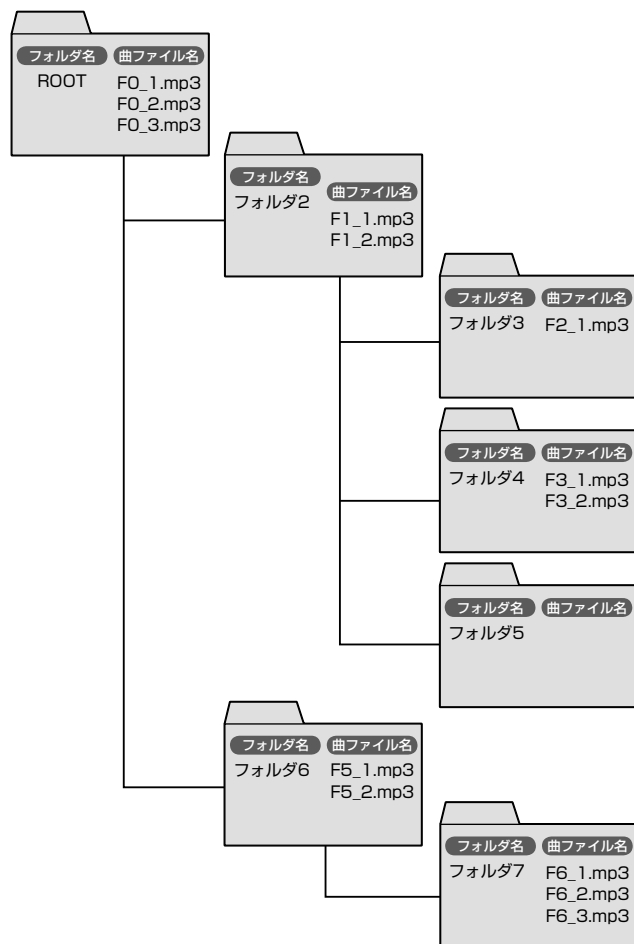 フォルダ名 曲ファイル名
ROOT F0_1.mp3
F0_2.mp3
F0_3.mp3
フォルダ名
曲ファイル名
フォルダ2
F1_1.mp3
F1_2.mp3
フォルダ名 曲ファイル名
フォルダ3 F2_1.mp3
フォルダ名 曲ファイル名
フォルダ4 F3_1.mp3
F3_2.mp3
フォルダ名 曲ファイル名
フォルダ5
フォルダ名 曲ファイル名
フォルダ6 F5_1.mp3
F5_2.mp3
フォルダ名 曲ファイル名
フォルダ7 F6_1.mp3
F6_2.mp3
F6_3.mp3